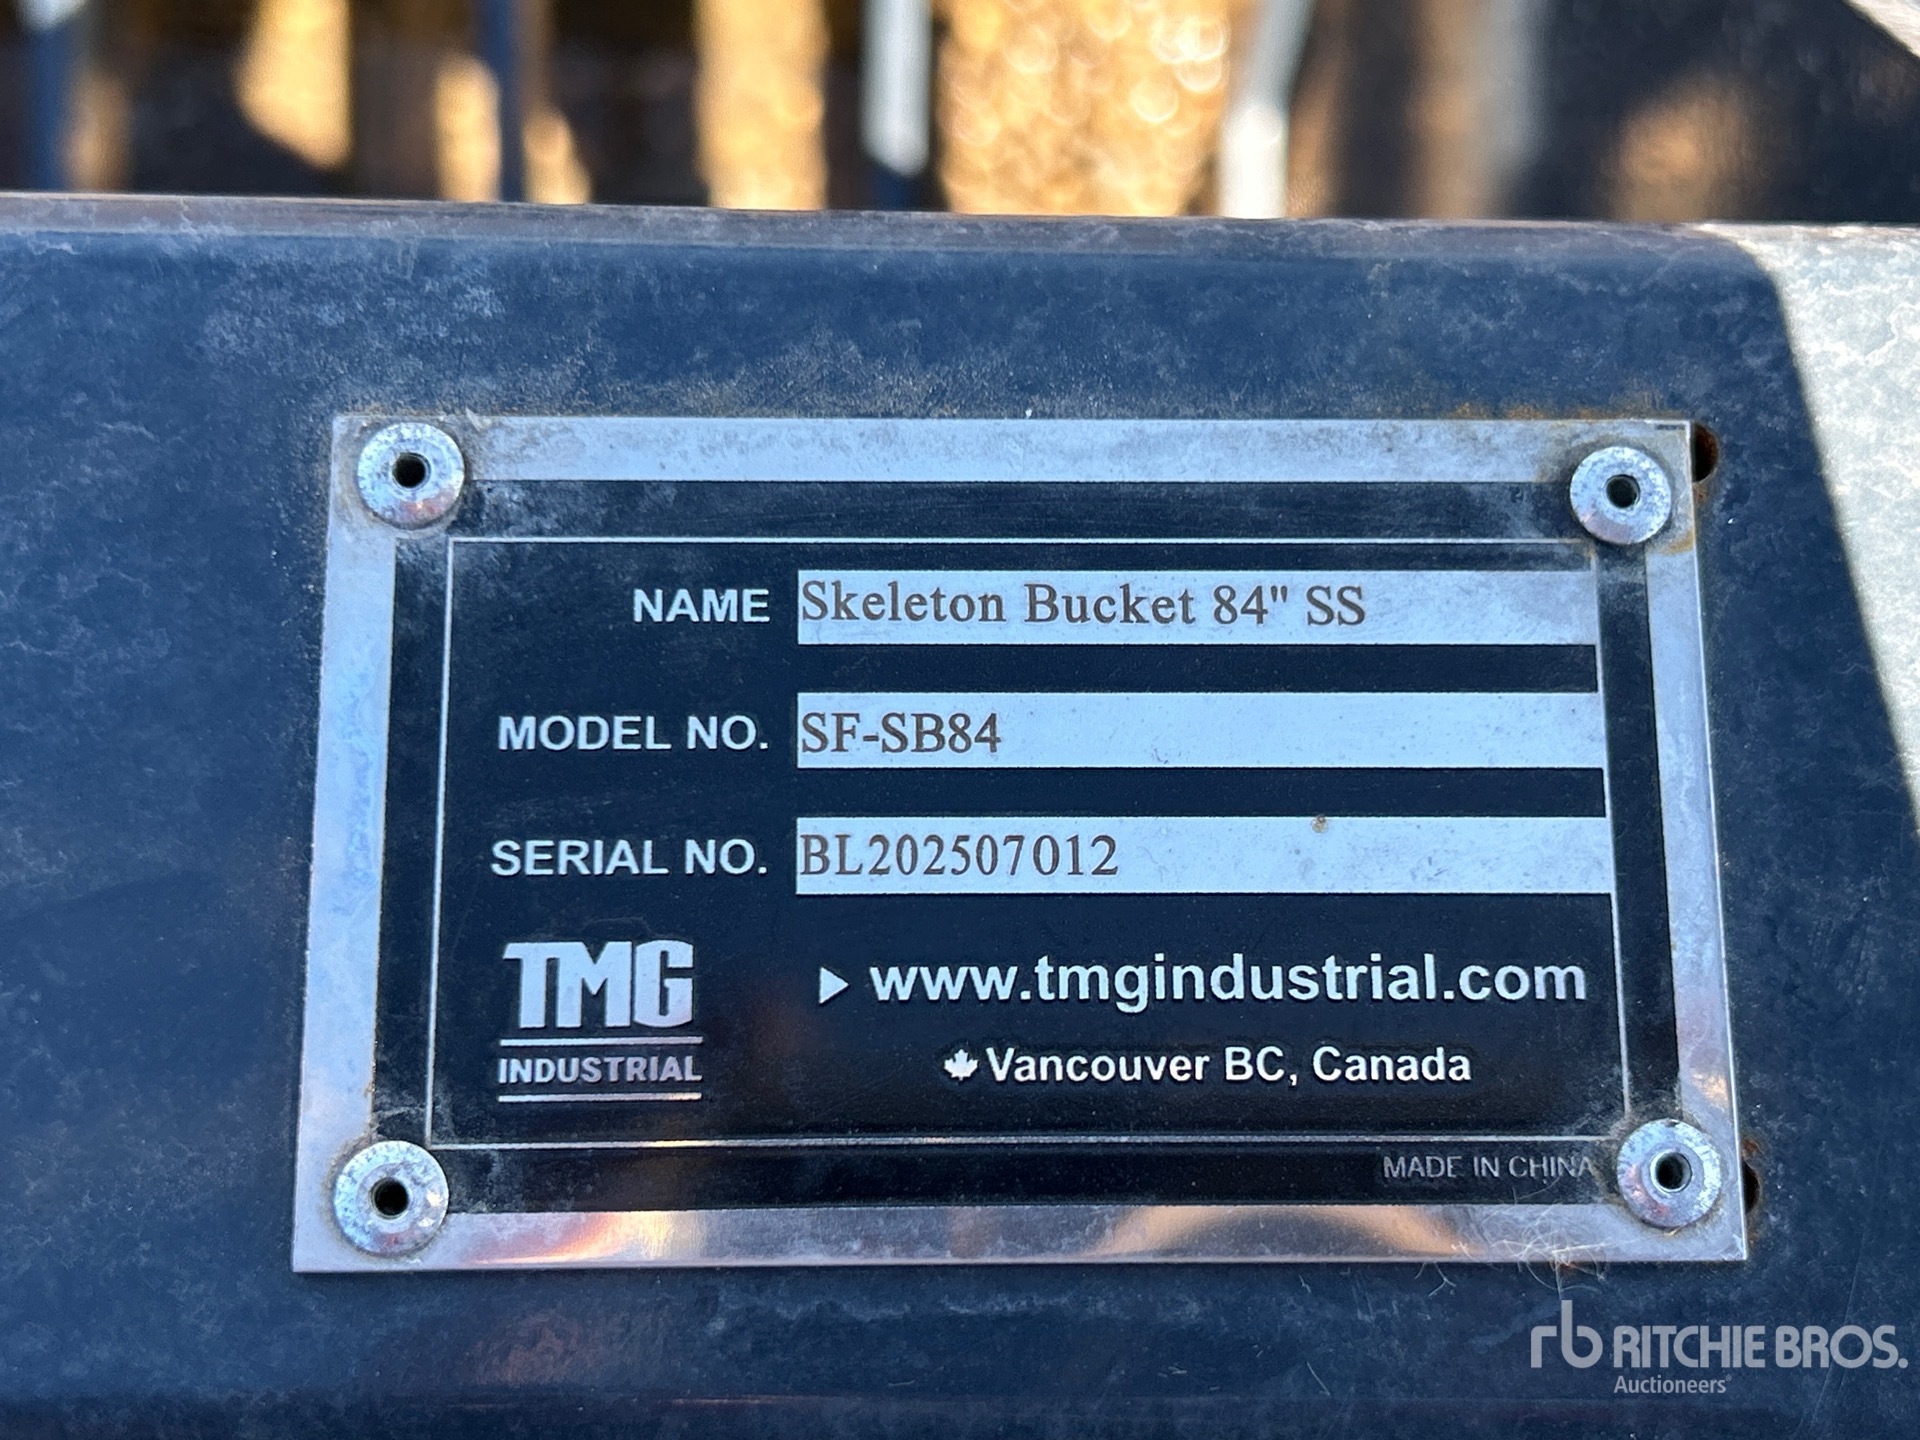 NAME Skeleton Bucket 84" SS
MODEL NO. SF-SB84
SERIAL NO. BL202507012
TMG
INDUSTRIAL
www.tmgindustrial.com
Vancouver BC, Canada
MADE IN CHINA
rb RITCHIE BROS.
Auctioneers